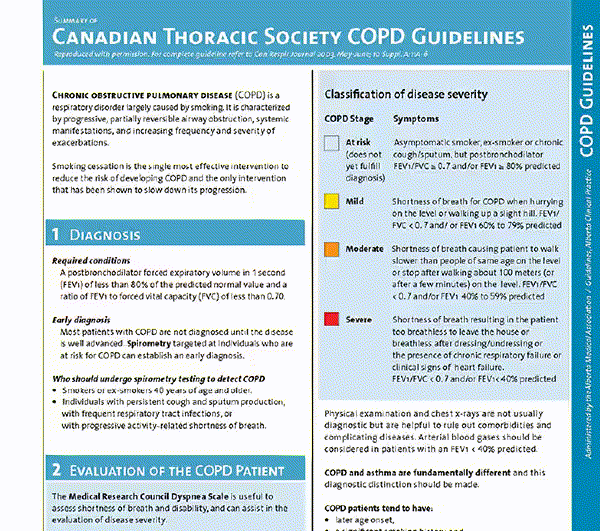 SUMMARY OF
CANADIAN THORACIC SOCIETY COPD GUIDELINES
Reproduced with permission. For complete guideline refer to Can Respir Journal 2003, May-June; 10 Suppl. A:11A-6
CHRONIC OBSTRUCTIVE PULMONARY DISEASE (COPD) is a
respiratory disorder largely caused by smoking. It is characterized
by progressive, partially reversible airway obstruction, systemic
manifestations, and increasing frequency and severity of
exacerbations.
Smoking cessation is the single most effective intervention to
reduce the risk of developing COPD and the only intervention
that has been shown to slow down its progression.
1 DIAGNOSIS
Required conditions
A postbronchodilator forced expiratory volume in 1 second
(FEV1) of less than 80% of the predicted normal value and a
ratio of FEV1 to forced vital capacity (FVC) of less than 0.70.
Early diagnosis
Most patients with COPD are not diagnosed until the disease
is well advanced. Spirometry targeted at individuals who are
at risk for COPD can establish an early diagnosis.
Who should undergo spirometry testing to detect COPD
• Smokers or ex-smokers 40 years of age and older.
• Individuals with persistent cough and sputum production,
with frequent respiratory tract infections, or
with progressive activity-related shortness of breath.
2 EVALUATION OF THE COPD PATIENT
The Medical Research Council Dyspnea Scale is useful to
assess shortness of breath and disability, and can assist in the
evaluation of disease severity.
Classification of disease severity
COPD Stage Symptoms
At risk Asymptomatic smoker, ex-smoker or chronic
(does not cough/sputum, but postbronchodilator
yet fulfill FEV1/FVC ≥ 0.7 and/or FEV1 ≥ 80% predicted
diagnosis)
Mild Shortness of breath for COPD when hurrying
on the level or walking up a slight hill. FEV1/
FVC < 0.7 and/ or FEV1 60% to 79% predicted
Moderate Shortness of breath causing patient to walk
slower than people of same age on the level
or stop after walking about 100 meters (or
after a few minutes) on the level. FEV1/FVC
< 0.7 and/or FEV1 40% to 59% predicted
Severe Shortness of breath resulting in the patient
too breathless to leave the house or
breathless after dressing/undressing or
the presence of chronic respiratory failure or
clinical signs of heart failure.
FEV1/FVC < 0.7 and/or FEV1< 40% predicted
Physical examination and chest x-rays are not usually
diagnostic but are helpful to rule out comorbidities and
complicating diseases. Arterial blood gases should be
considered in patients with an FEV1 < 40% predicted.
COPD and asthma are fundamentally different and this
diagnostic distinction should be made.
COPD patients tend to have:
• later age onset,
COPD GUIDELINES
Administered by the Alberta Medical Association / Guidelines, Alberta Clinical Practice